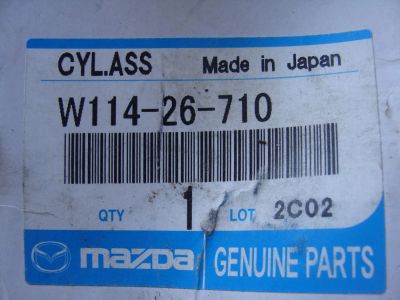 CYL.ASS Made in Japan
W114-26-710
QTY 1 LOT 2C02
mazda GENUINE PARTS